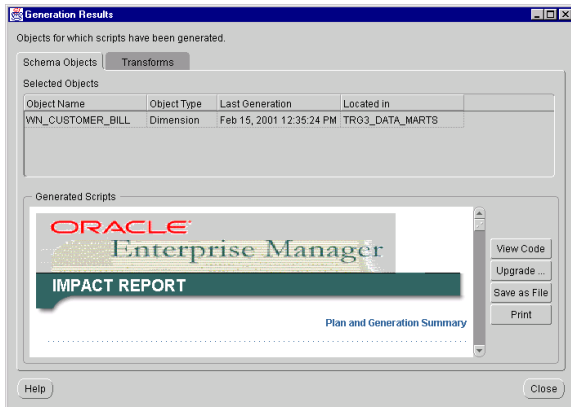 Generation Results
Objects for which scripts have been generated.
Schema Objects Transforms
Selected Objects
Object Name Object Type Last Generation Located in
WN_CUSTOMER_BILL Dimension Feb 15, 2001 12:35:24 PM TRG3_DATA_MARTS
Generated Scripts
ORACLE
Enterprise Manager
IMPACT REPORT
Plan and Generation Summary
View Code
Upgrade ...
Save as File
Print
Help Close